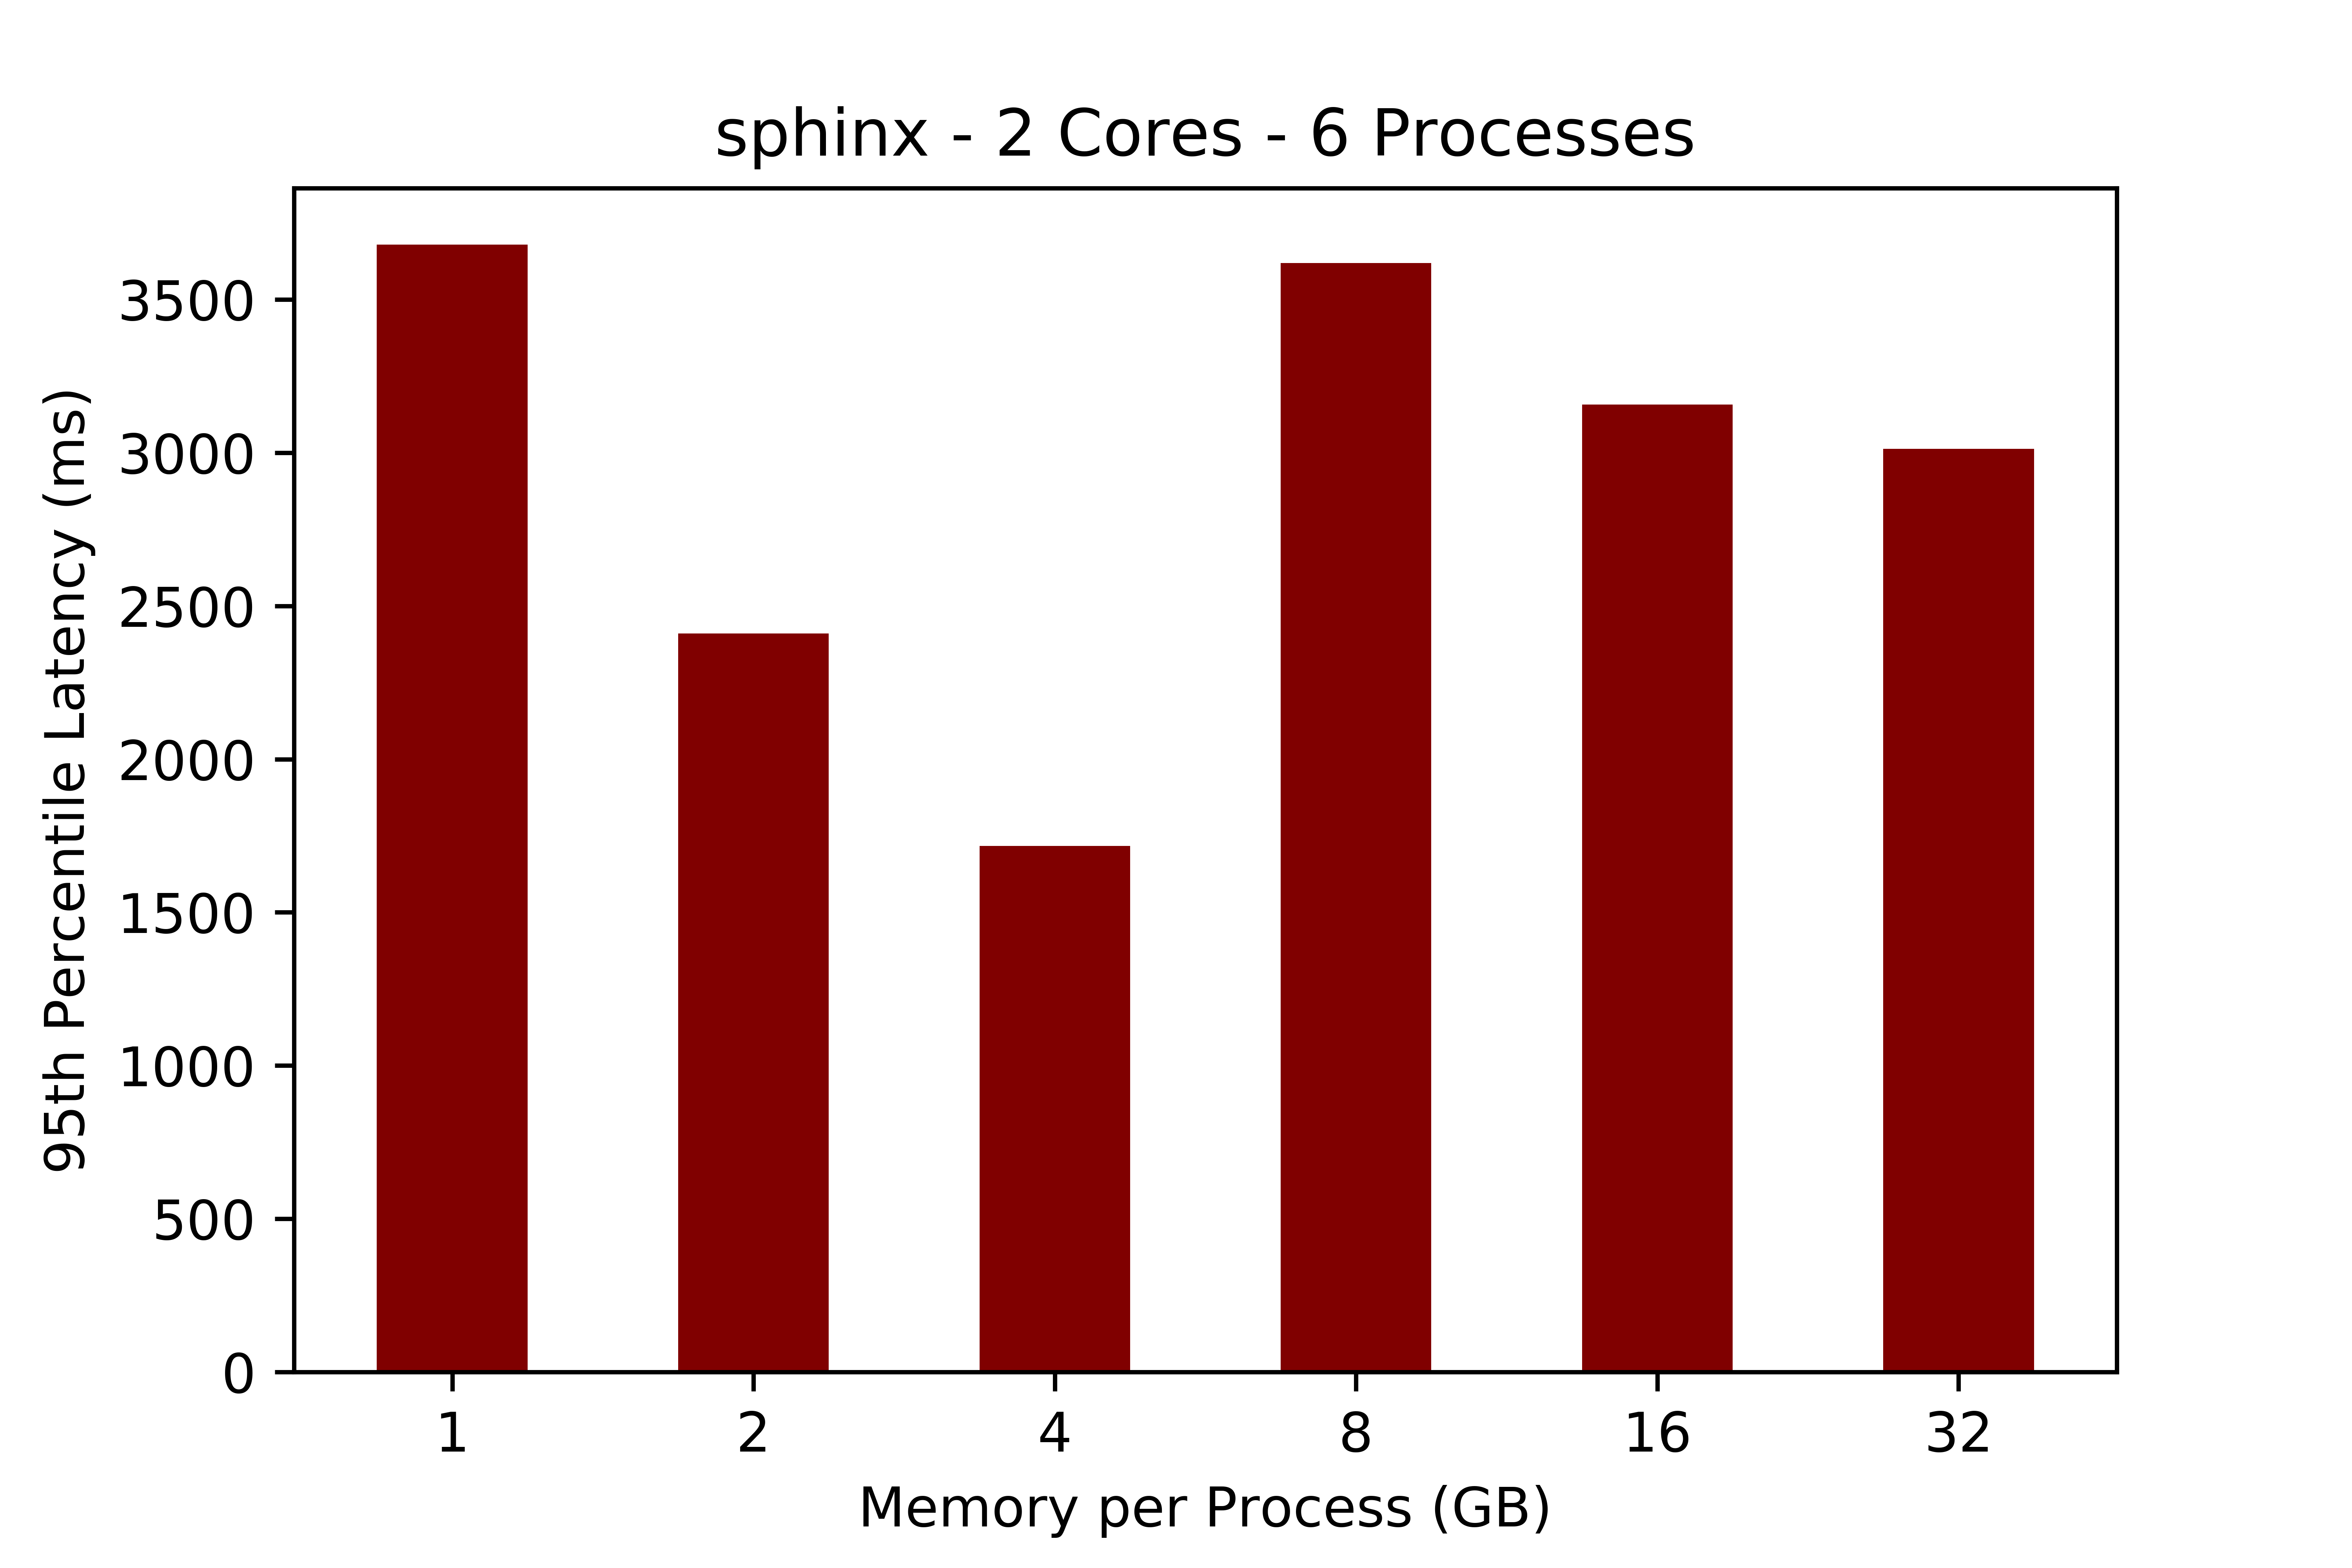 sphinx - 2 Cores - 6 Processes
95th Percentile Latency (ms)
3500
3000
2500
2000
1500
1000
500
0
1 2 4 8 16 32
Memory per Process (GB)